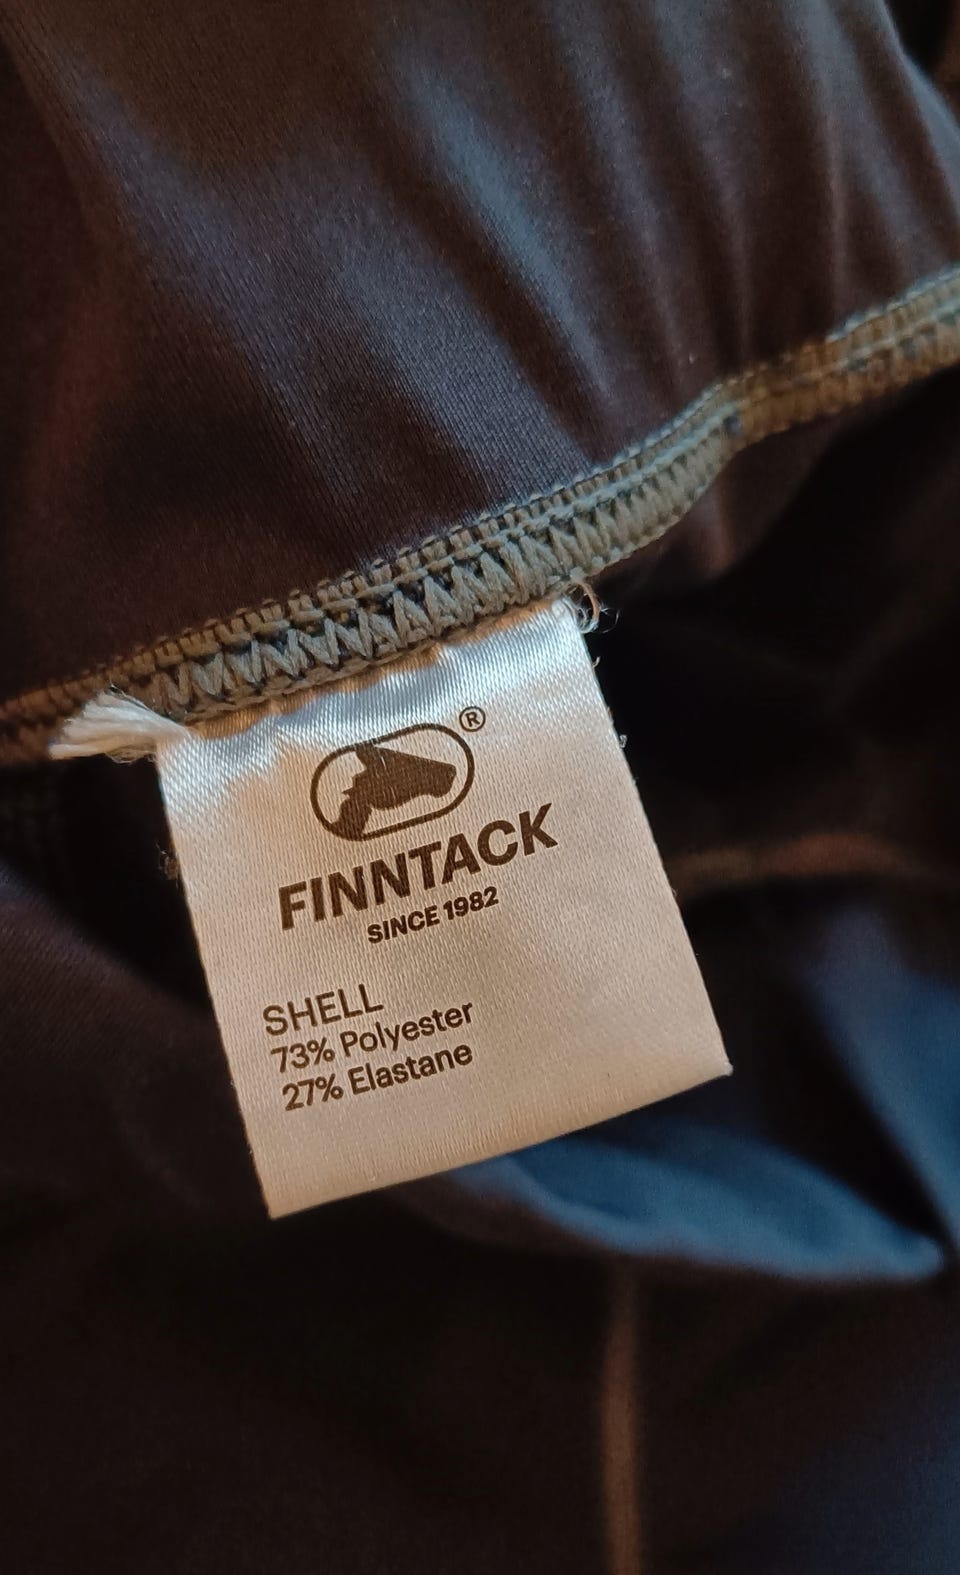 ®
FINNTACK
SINCE 1982
SHELL
73% Polyester
27% Elastane